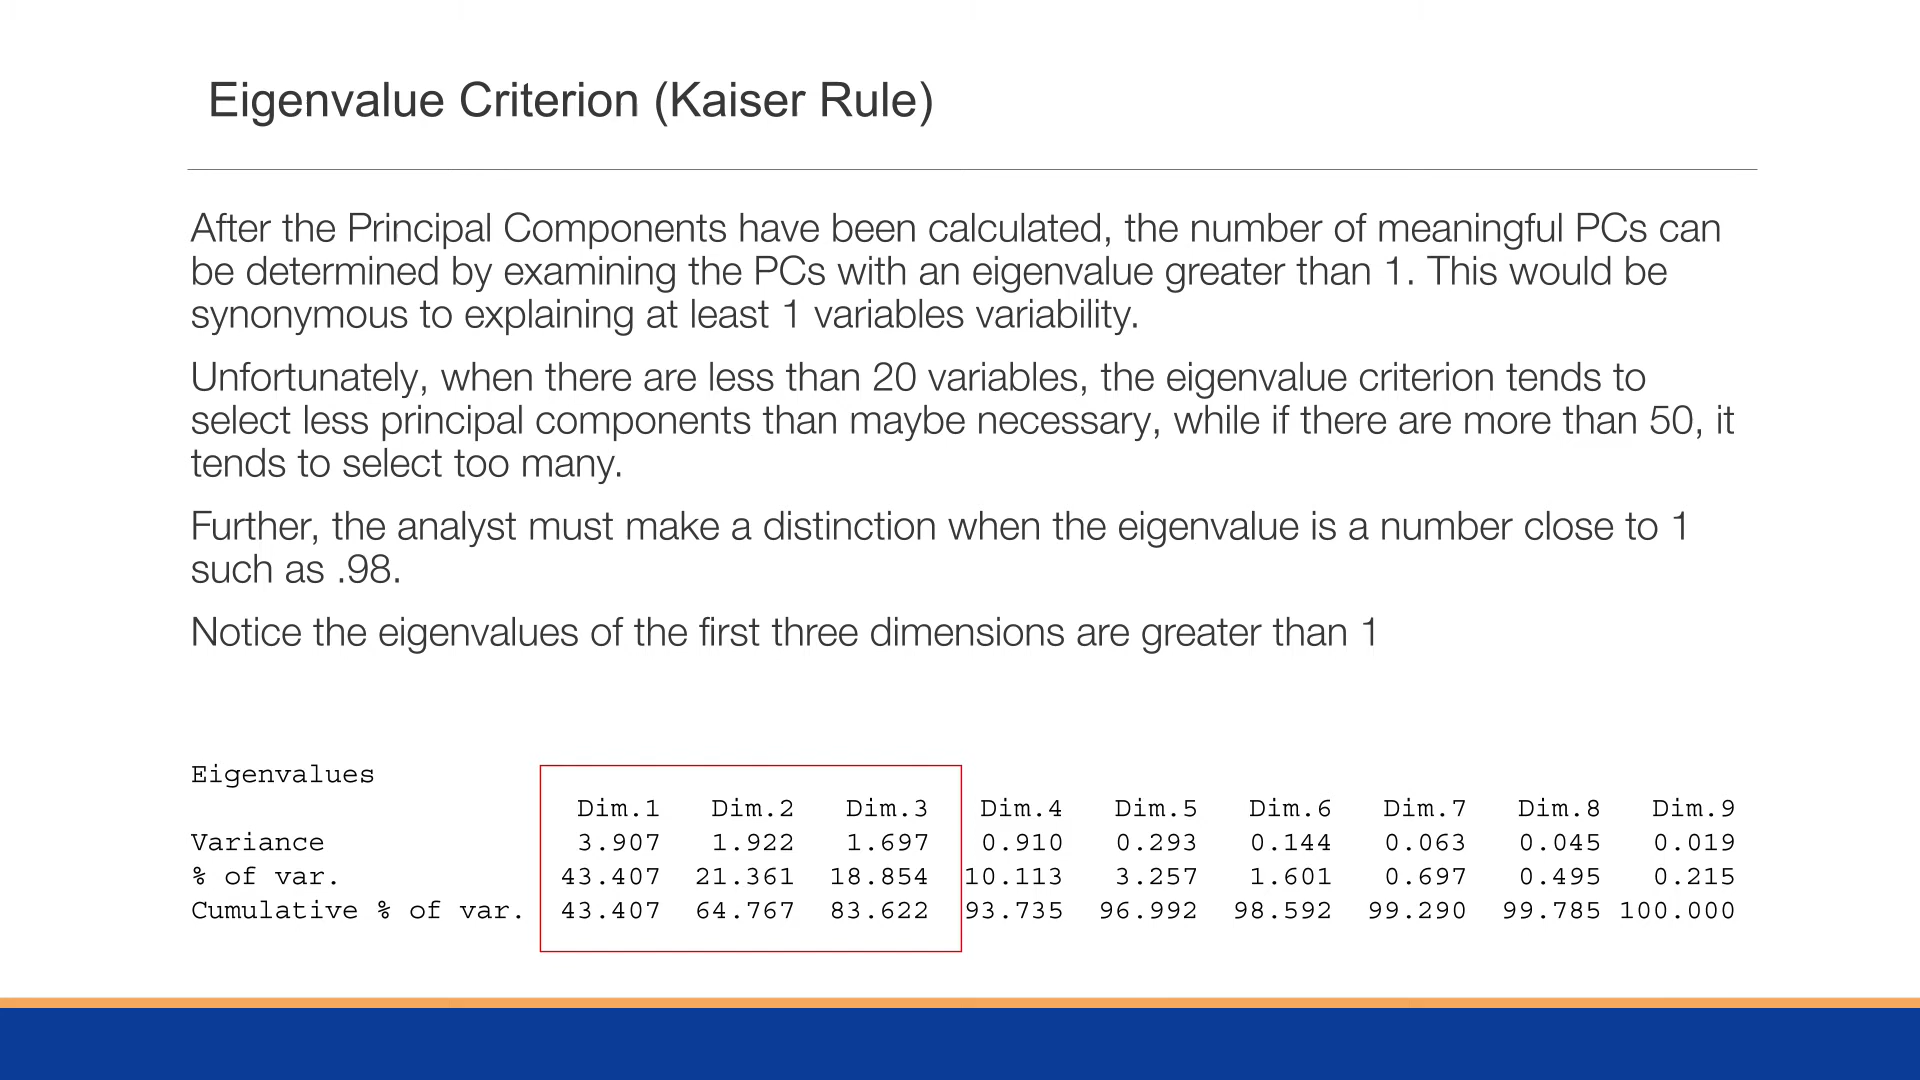 Eigenvalue Criterion (Kaiser Rule)
After the Principal Components have been calculated, the number of meaningful PCs can
be determined by examining the PCs with an eigenvalue greater than 1. This would be
synonymous to explaining at least 1 variables variability.
Unfortunately, when there are less than 20 variables, the eigenvalue criterion tends to
select less principal components than maybe necessary, while if there are more than 50, it
tends to select too many.
Further, the analyst must make a distinction when the eigenvalue is a number close to 1
such as .98.
Notice the eigenvalues of the first three dimensions are greater than 1
Eigenvalues
Dim.1 Dim.2 Dim.3 Dim.4 Dim.5 Dim.6 Dim.7 Dim.8 Dim.9
Variance 3.907 1.922 1.697 0.910 0.293 0.144 0.063 0.045 0.019
% of var. 43.407 21.361 18.854 10.113 3.257 1.601 0.697 0.495 0.215
Cumulative % of var. 43.407 64.767 83.622 93.735 96.992 98.592 99.290 99.785 100.000